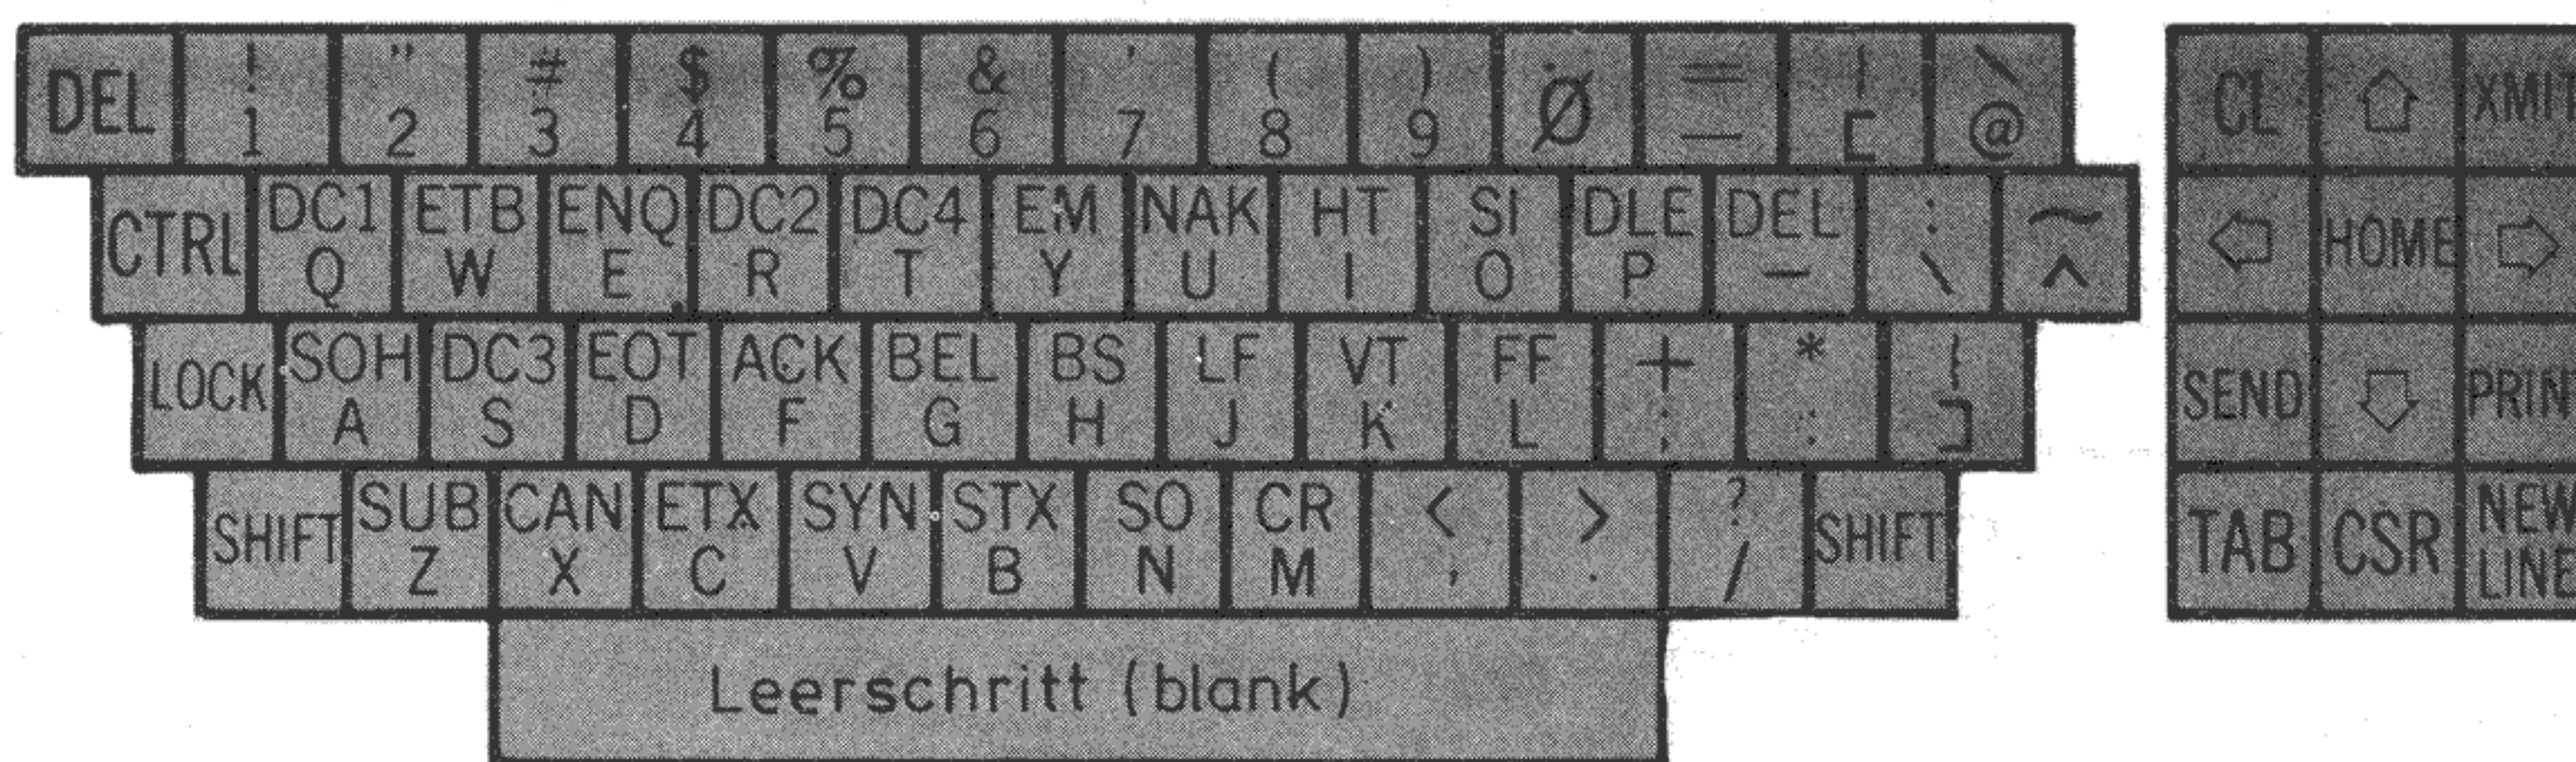 DEL ! " # $ % & ' ( ) = { \ CL XMIT
1 2 3 4 5 6 7 8 9 Ø — [ @
CTRL DC1 ETB ENQ DC2 DC4 EM NAK HT SI DLE DEL : ~ HOME
Q W E R T Y U I O P — \ ^
LOCK SOH DC3 EOT ACK BEL BS LF VT FF + * } SEND PRIN
A S D F G H J K L ; : ]
SHIFT SUB CAN ETX SYN STX SO CR < > ? SHIFT TAB CSR NEW
Z X C V B N M , . / LINE
Leerschritt (blank)